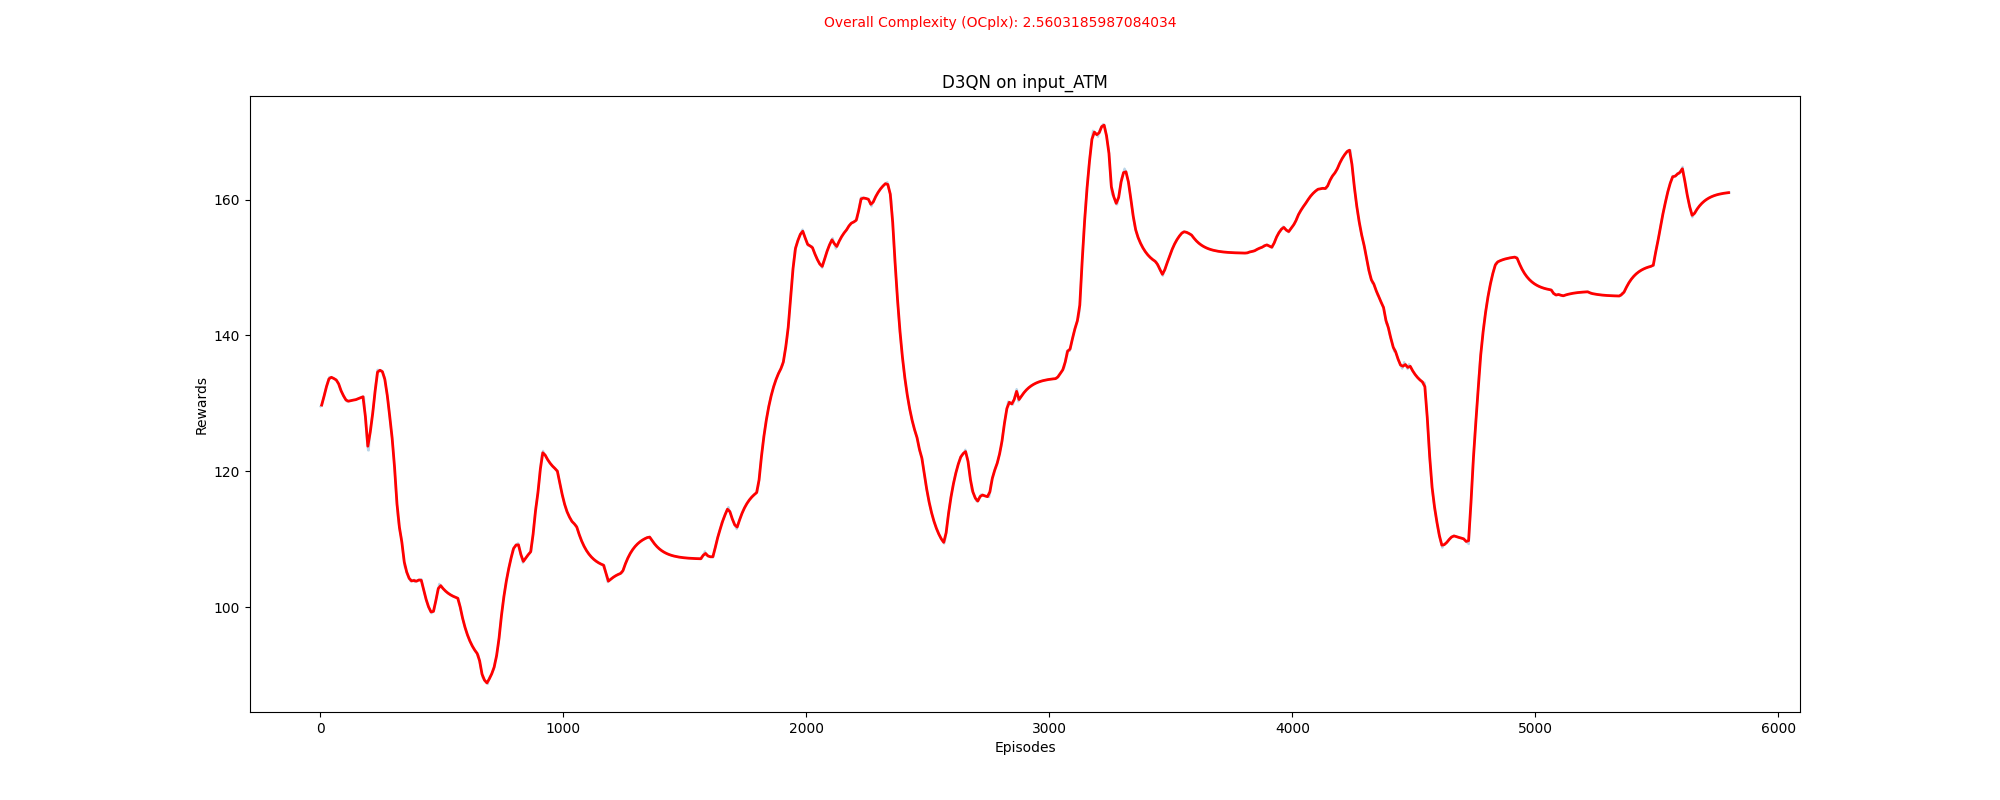 Overall Complexity (OCplx): 2.5603185987084034
D3QN on input_ATM
160
140
120
100
Rewards
0 1000 2000 3000 4000 5000 6000
Episodes